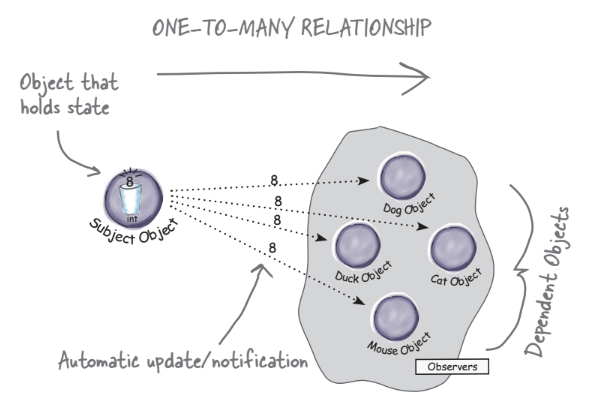 ONE-TO-MANY RELATIONSHIP
Object that
holds state
8
int
Subject Object
8
8
8
8
Dog Object
Duck Object
Cat Object
Mouse Object
Observers
Dependent Objects
Automatic update/notification